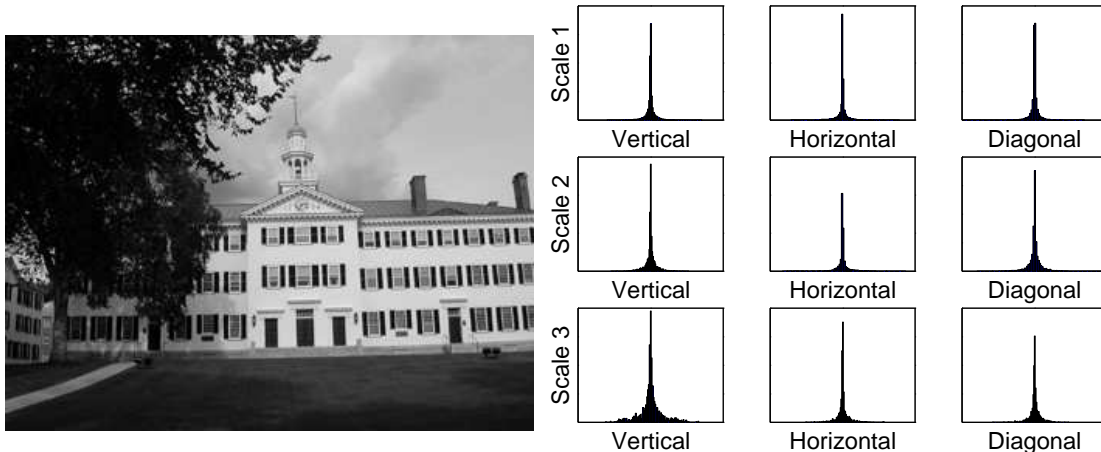 Scale 1
Vertical
Horizontal
Diagonal
Scale 2
Vertical
Horizontal
Diagonal
Scale 3
Vertical
Horizontal
Diagonal